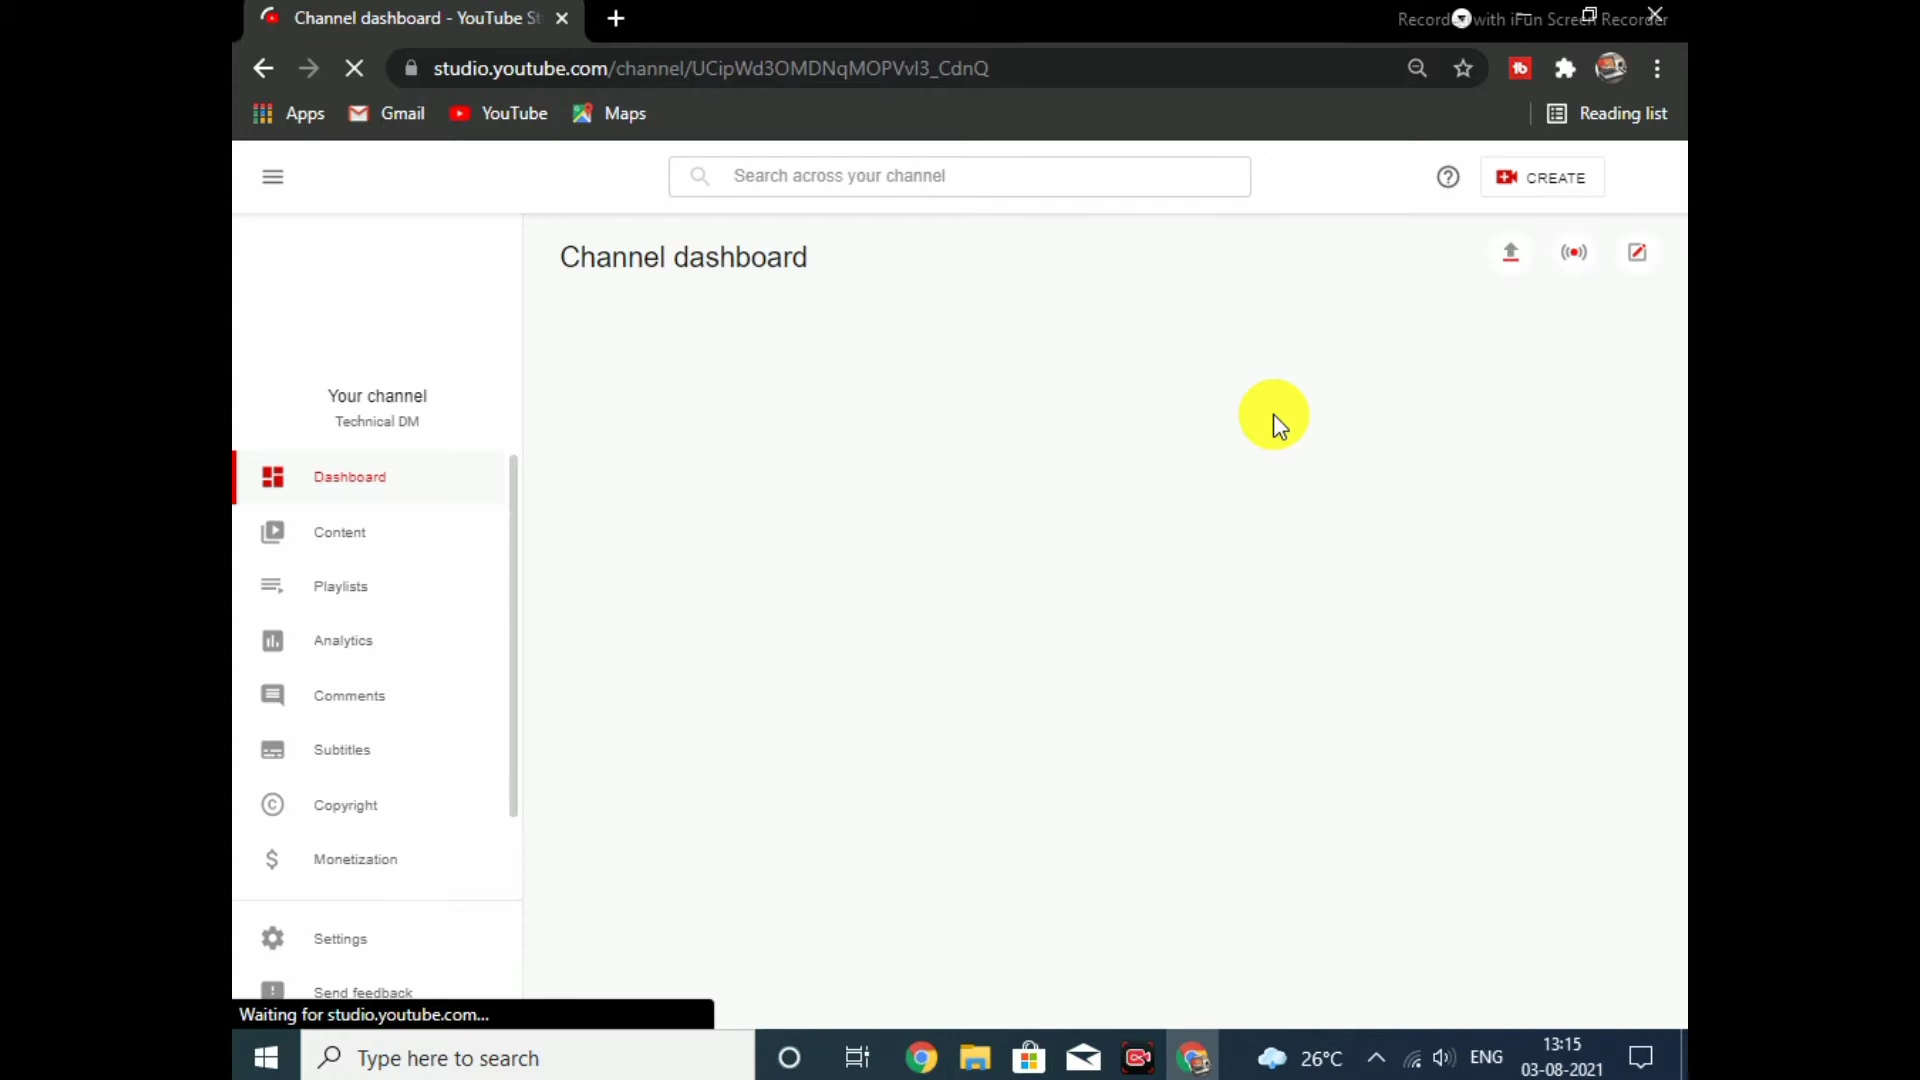 Channel dashboard - YouTube St
Recorded with iFun Screen Recorder
studio.youtube.com/channel/UCipWd3OMDNqMOPVvl3_CdnQ
Apps
Gmail
YouTube
Maps
Reading list
Search across your channel
CREATE
Channel dashboard
Your channel
Technical DM
Dashboard
Content
Playlists
Analytics
Comments
Subtitles
Copyright
Monetization
Settings
Send feedback
Waiting for studio.youtube.com...
Type here to search
26°C
ENG
13:15
03-08-2021